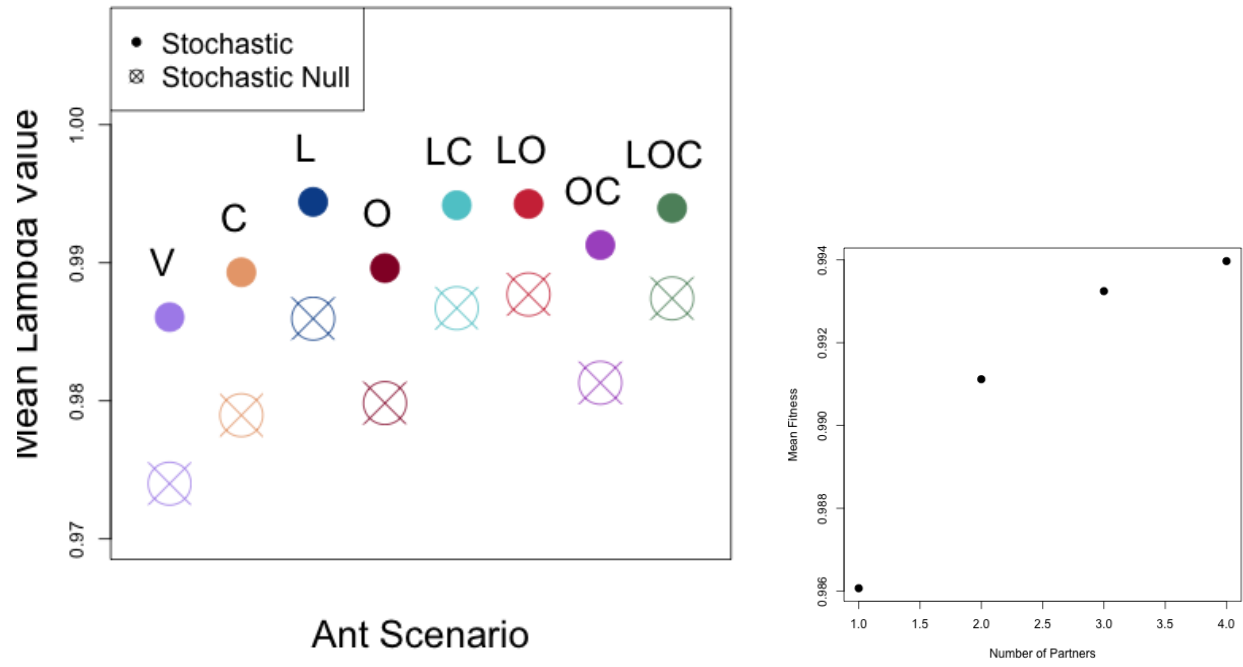 Stochastic
Stochastic Null
Mean Lambda value
1.00
0.99
0.98
0.97
V
C
L
O
LC
LO
OC
LOC
Ant Scenario
Mean Fitness
0.994
0.992
0.990
0.988
0.986
1.0 1.5 2.0 2.5 3.0 3.5 4.0
Number of Partners